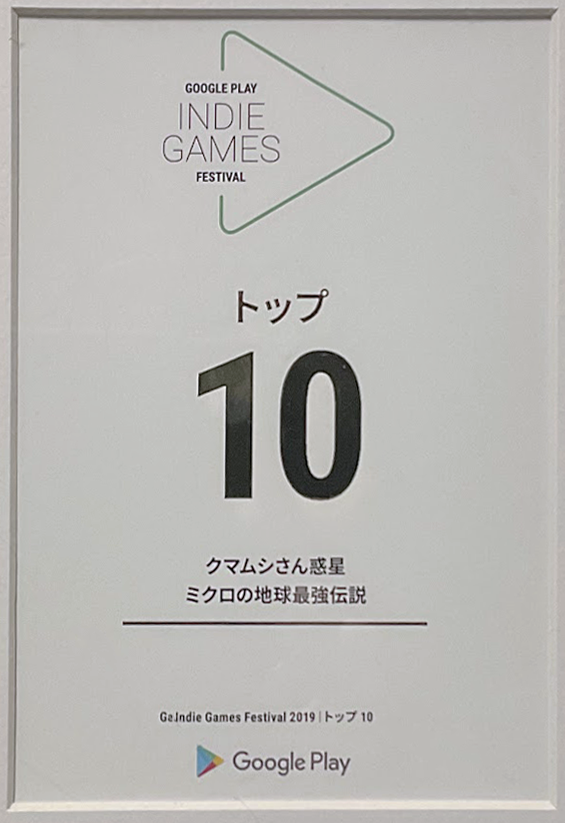 GOOGLE PLAY
INDIE
GAMES
FESTIVAL
トップ
10
クマムシさん惑星
ミクロの地球最強伝説
Indie Games Festival 2019 | トップ 10
Google Play